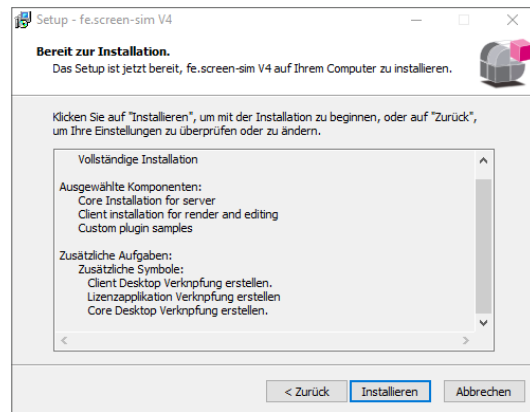 Setup - fe.screen-sim V4
Bereit zur Installation.
Das Setup ist jetzt bereit, fe.screen-sim V4 auf Ihrem Computer zu installieren.
Klicken Sie auf "Installieren", um mit der Installation zu beginnen, oder auf "Zurück",
um Ihre Einstellungen zu überprüfen oder zu ändern.
Vollständige Installation
Ausgewählte Komponenten:
Core Installation for server
Client installation for render and editing
Custom plugin samples
Zusätzliche Aufgaben:
Zusätzliche Symbole:
Client Desktop Verknpfung erstellen.
Lizenzapplikation Verknpfung erstellen
Core Desktop Verknpfung erstellen.
< Zurück
Installieren
Abbrechen